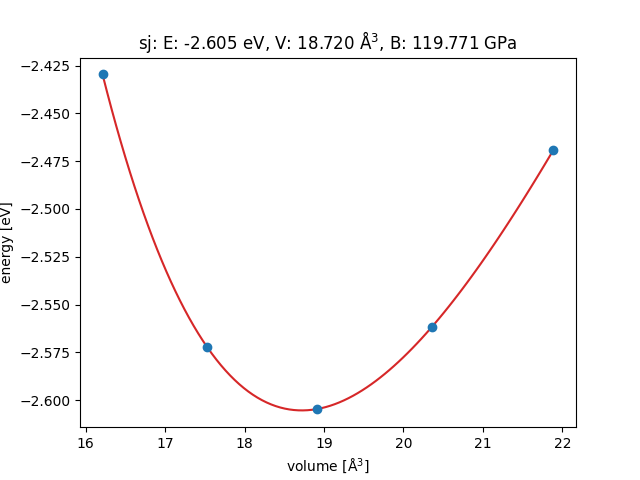 sj: E: -2.605 eV, V: 18.720 Å³, B: 119.771 GPa
−2.425
−2.450
−2.475
−2.500
−2.525
−2.550
−2.575
−2.600
energy [eV]
16 17 18 19 20 21 22
volume [Å³]